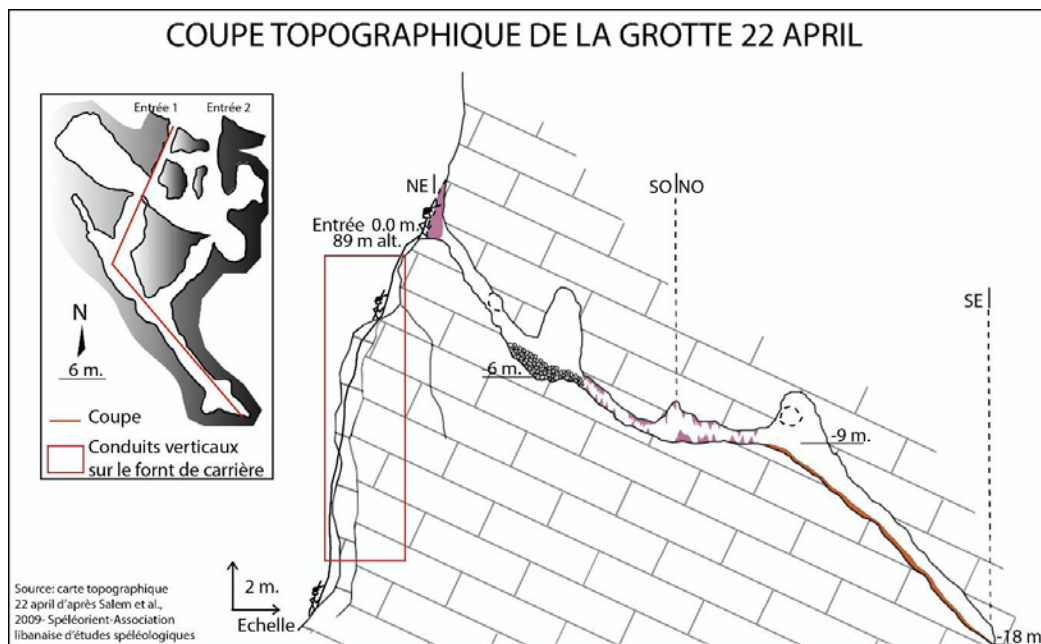 COUPE TOPOGRAPHIQUE DE LA GROTTE 22 APRIL
Entrée 1
Entrée 2
N
6 m.
Coupe
Conduits verticaux
sur le fornt de carrière
NE
SO NO
SE
Entrée 0.0 m.
89 m alt.
6 m.
-9 m.
-18 m
2 m.
Echelle
Source: carte topographique
22 april d'après Salem et al.,
2009- Spéléorient-Association
libanaise d'études spéléologiques